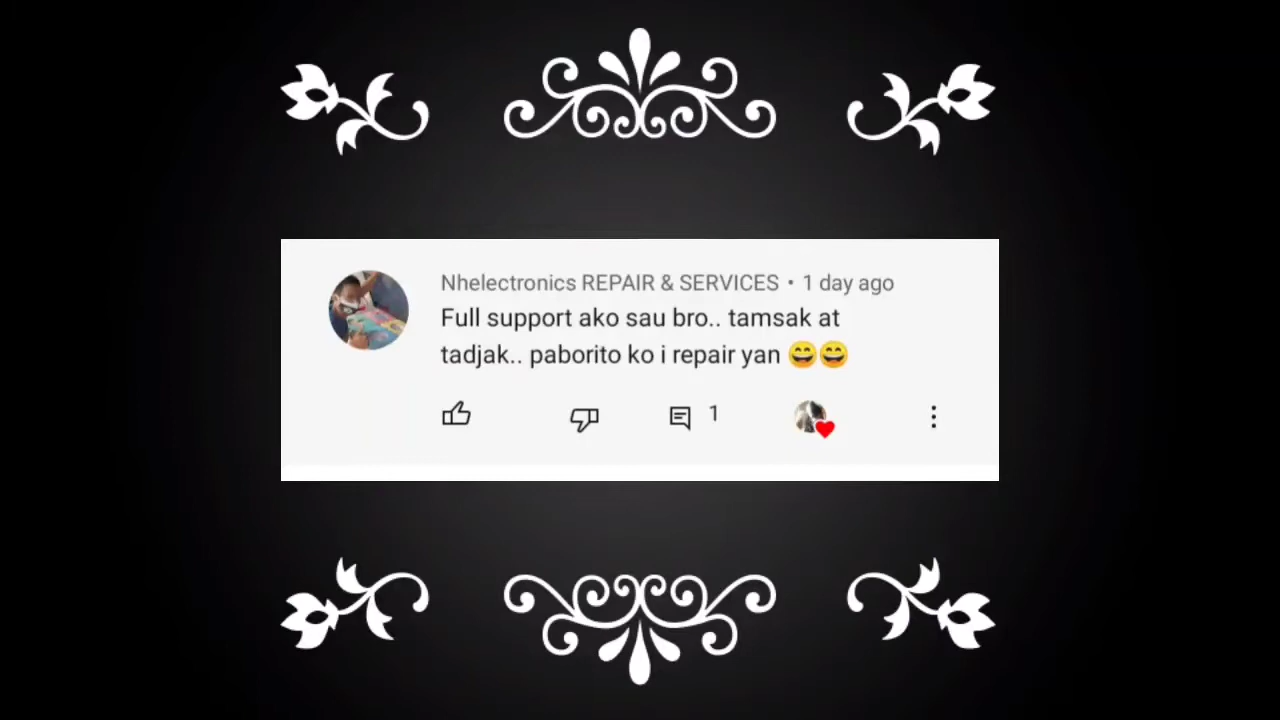 Nhelectronics REPAIR & SERVICES • 1 day ago
Full support ako sau bro.. tamsak at
tadjak.. paborito ko i repair yan 😄😄
1